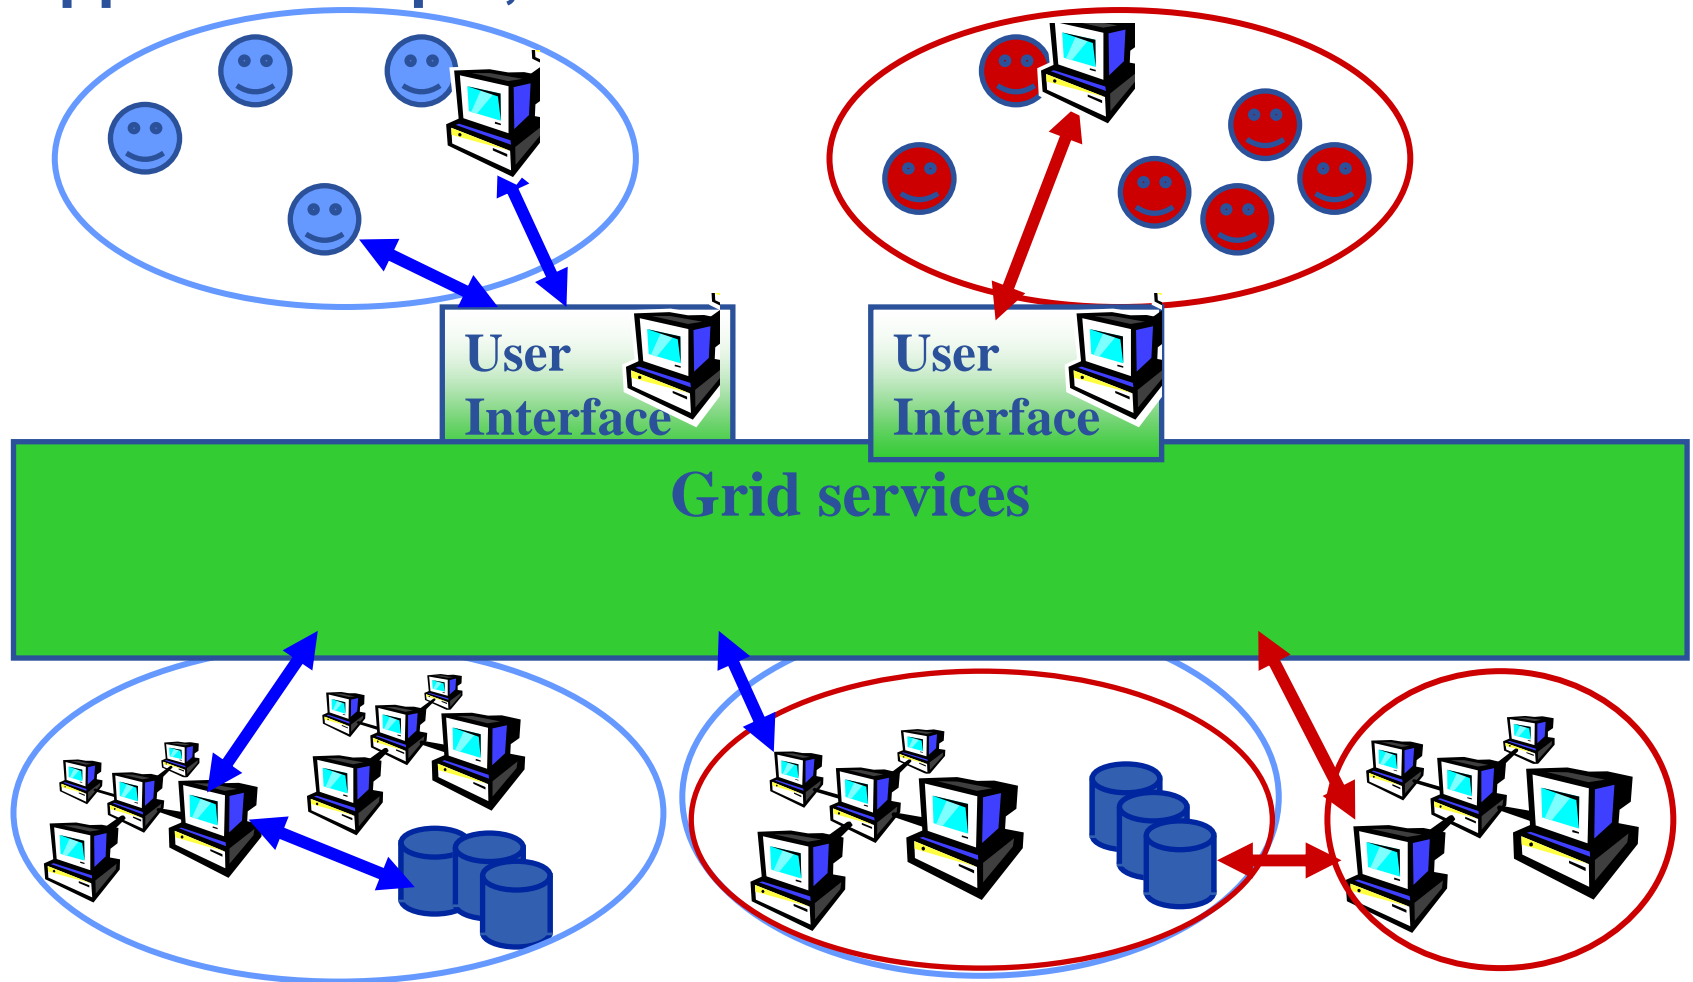 User
Interface
User
Interface
Grid services